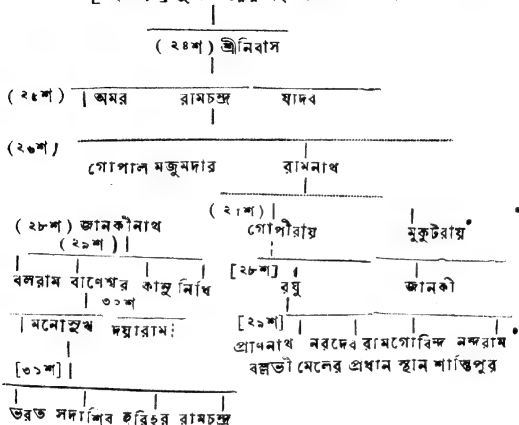 (২৪শ) শ্রীনিবাস
(২৫শ) অমর রামচন্দ্র যাদব
(২৬শ)
গোপাল মজুমদার রামনাথ
(২৭শ)
(২৮শ) জানকীনাথ গোপীরায় মুকুটরায়
(২৯শ)
বলরাম বাণেশ্বর কানু নিধি [২৮শ] রঘু জানকী
৩০শ
মনোসুখ দয়ারাম: [২৯শ]
প্রাণনাথ নরদেব রামগোবিন্দ নন্দরাম
বল্লভী মেলের প্রধান স্থান শান্তিপুর
[৩১শ]
ভরত সদাশিব হরিহর রামচন্দ্র